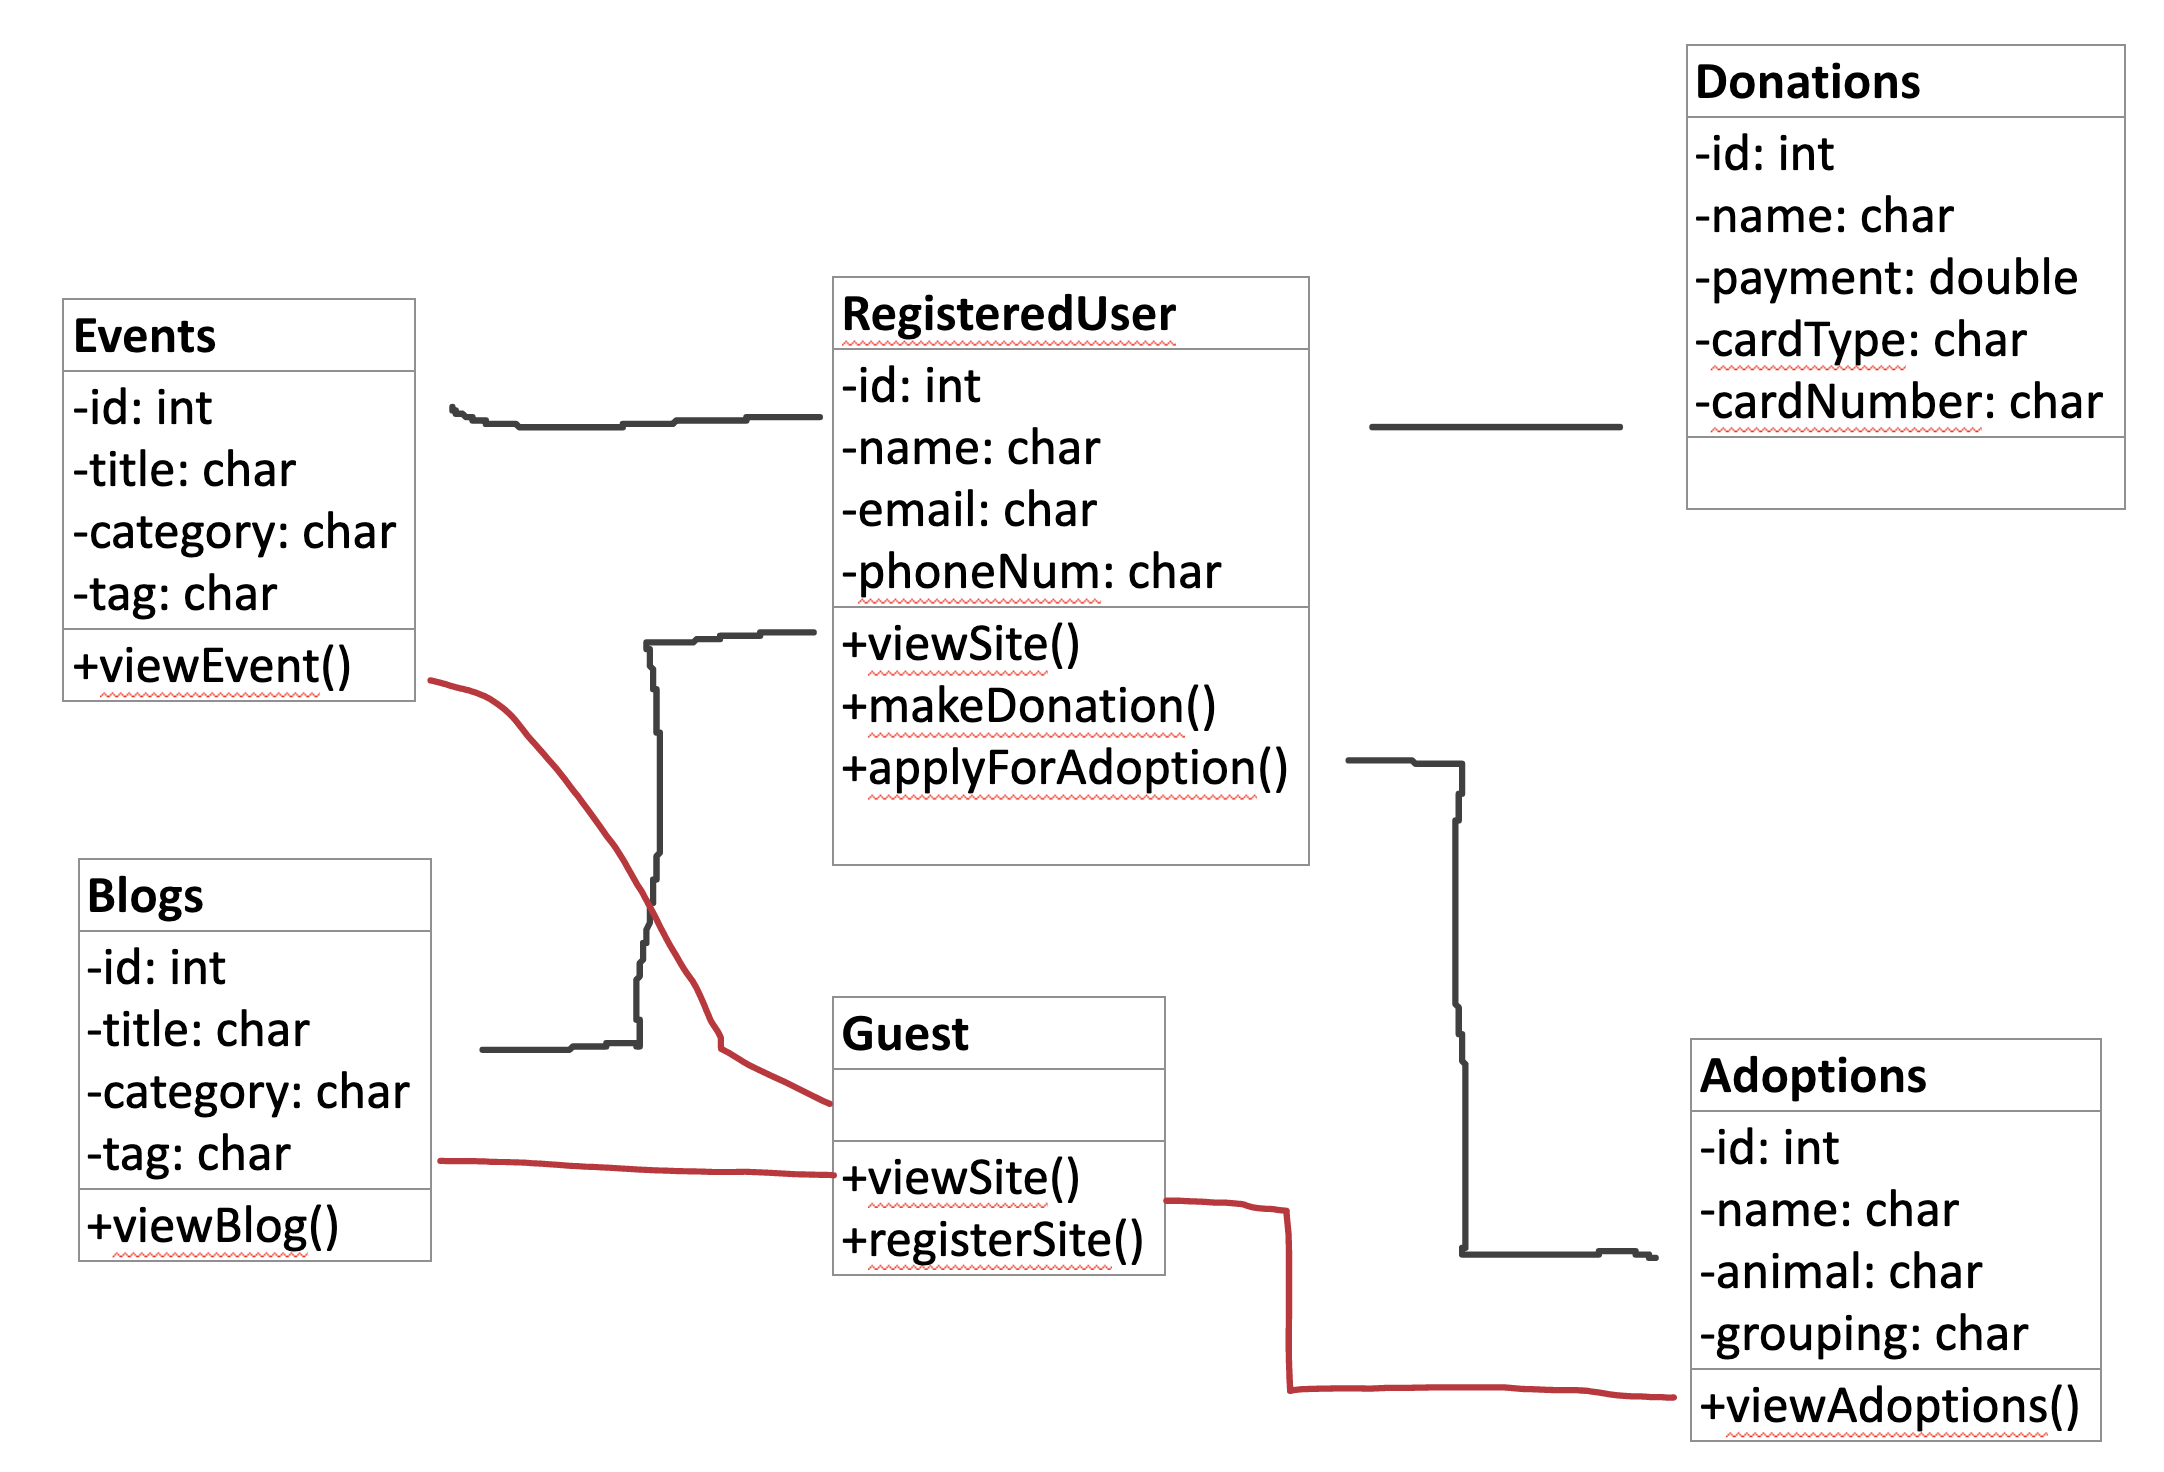 Donations
-id: int
-name: char
-payment: double
-cardType: char
-cardNumber: char
Events
-id: int
-title: char
-category: char
-tag: char
+viewEvent()
RegisteredUser
-id: int
-name: char
-email: char
-phoneNum: char
+viewSite()
+makeDonation()
+applyForAdoption()
Blogs
-id: int
-title: char
-category: char
-tag: char
+viewBlog()
Guest
+viewSite()
+registerSite()
Adoptions
-id: int
-name: char
-animal: char
-grouping: char
+viewAdoptions()